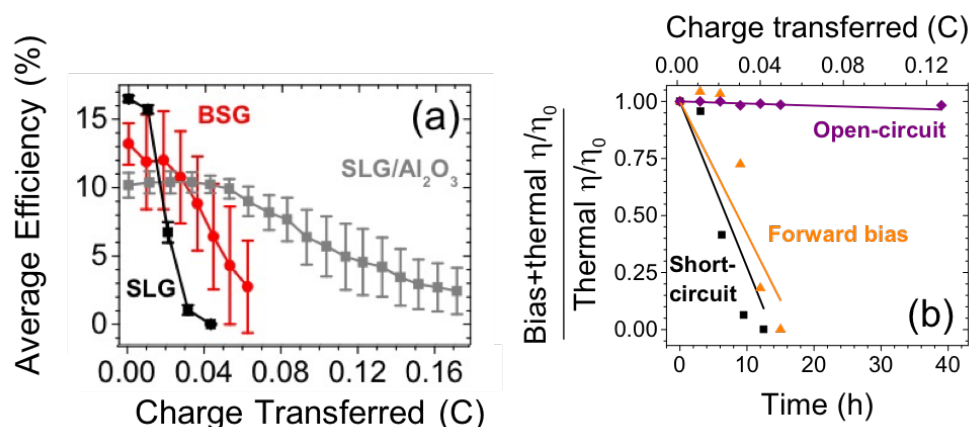 Average Efficiency (%)
15
10
5
0
(a)
BSG
SLG/Al₂O₃
SLG
0.00 0.04 0.08 0.12 0.16
Charge Transferred (C)
Charge transferred (C)
0.00 0.04 0.08 0.12
Bias+thermal η/η₀
Thermal η/η₀
1.00
0.75
0.50
0.25
0.00
Open-circuit
Forward bias
Short-
circuit
(b)
0 10 20 30 40
Time (h)